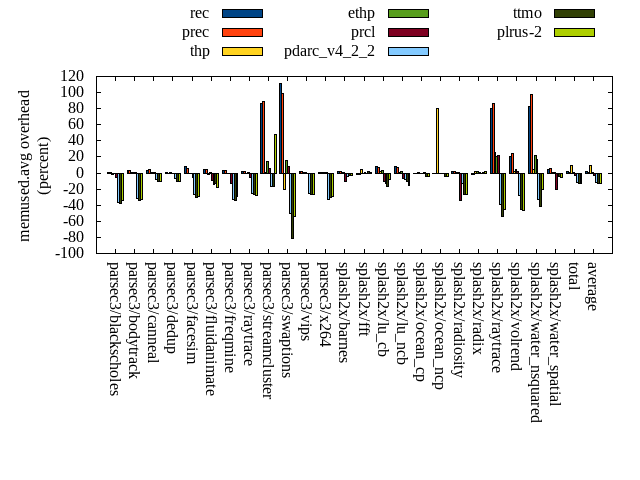 rec
prec
thp
ethp
prcl
pdarc_v4_2_2
ttmo
plrus-2
memused.avg overhead
(percent)
120
100
80
60
40
20
0
-20
-40
-60
-80
-100
parsec3/blackscholes
parsec3/bodytrack
parsec3/canneal
parsec3/dedup
parsec3/facesim
parsec3/fluidanimate
parsec3/freqmine
parsec3/raytrace
parsec3/streamcluster
parsec3/swaptions
parsec3/vips
parsec3/x264
splash2x/barnes
splash2x/fft
splash2x/lu_cb
splash2x/lu_ncb
splash2x/ocean_cp
splash2x/ocean_ncp
splash2x/radiosity
splash2x/radix
splash2x/raytrace
splash2x/volrend
splash2x/water_nsquared
splash2x/water_spatial
total
average